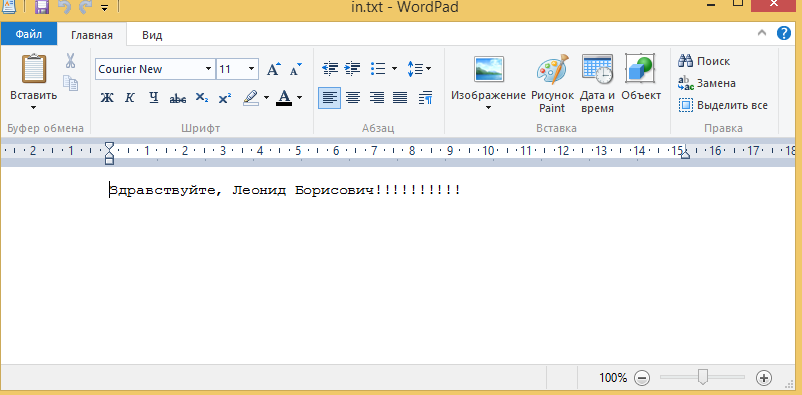 in.txt - WordPad
Файл Главная Вид
Вставить
Буфер обмена
Courier New 11
Ж К Ч abc X₂ X²
Шрифт
Абзац
Изображение
Рисунок Paint
Дата и время
Объект
Вставка
Поиск
Замена
Выделить все
Правка
2 1 1 2 3 4 5 6 7 8 9 10 11 12 13 14 15 16 17 18
Здравствуйте, Леонид Борисович!!!!!!!!!!
100%